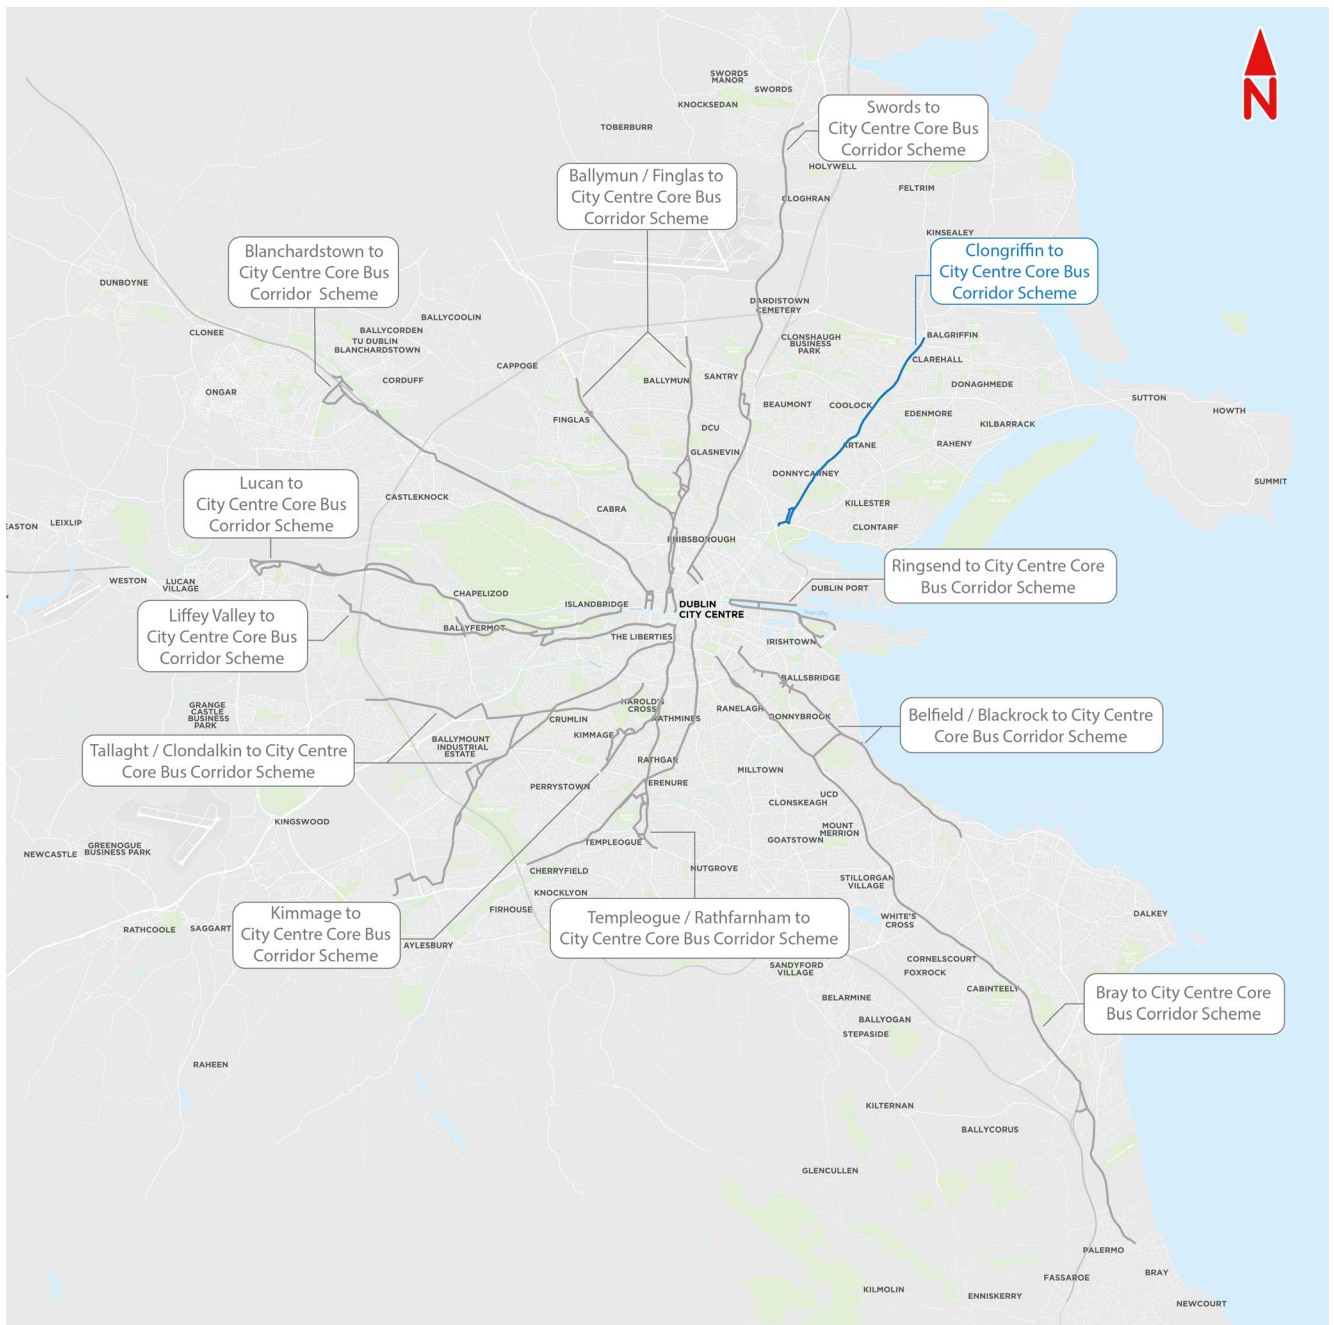 SWORDS
MANOR
SWORDS
KNOCKSEDAN
TOBERBURR
N
Swords to
City Centre Core Bus
Corridor Scheme
HOLYWELL
FELTRIM
CLOGHRAN
KINSEALEY
Ballymun / Finglas to
City Centre Core Bus
Corridor Scheme
Blanchardstown to
City Centre Core Bus
Corridor Scheme
Clongriffin to
City Centre Core Bus
Corridor Scheme
DUNBOYNE
DARDISTOWN
CEMETERY
BALLYCOOLIN
CLONEE
BALLYCORDEN
TU DUBLIN
BLANCHARDSTOWN
CLONSHAUGH
BUSINESS
PARK
BALGRIFFIN
CLAREHALL
CAPPOGE
CORDUFF
ONGAR
BALLYMUN
SANTRY
DONAGHMEDE
SUTTON
HOWTH
BEAUMONT
COOLOCK
EDENMORE
KILBARRACK
FINGLAS
DCU
GLASNEVIN
ARTANE
RAHENY
DONNYCARNEY
SUMMIT
Lucan to
City Centre Core Bus
Corridor Scheme
CASTLEKNOCK
CABRA
KILLESTER
CLONTARF
EASTON
LEIXLIP
PHIBSBOROUGH
WESTON
LUCAN
VILLAGE
Ringsend to City Centre Core
Bus Corridor Scheme
DUBLIN PORT
CHAPELIZOD
ISLANDBRIDGE
DUBLIN
CITY CENTRE
Liffey Valley to
City Centre Core Bus
Corridor Scheme
BALLYFERMOT
THE LIBERTIES
IRISHTOWN
BALLSBRIDGE
GRANGE
CASTLE
BUSINESS
PARK
HAROLD'S
CROSS
RANELAGH
DONNYBROOK
CRUMLIN
RATHMINES
KIMMAGE
Belfield / Blackrock to City Centre
Core Bus Corridor Scheme
BALLYMOUNT
INDUSTRIAL
ESTATE
Tallaght / Clondalkin to City Centre
Core Bus Corridor Scheme
RATHGAR
MILLTOWN
PERRYSTOWN
ERENURE
UCD
CLONSKEAGH
KINGSWOOD
MOUNT
MERRION
GOATSTOWN
TEMPLEOGUE
GREENOGUE
BUSINESS PARK
NEWCASTLE
CHERRYFIELD
NUTGROVE
STILLORGAN
VILLAGE
KNOCKLYON
FIRHOUSE
WHITE'S
CROSS
DALKEY
RATHCOOLE
SAGGART
Kimmage to
City Centre Core Bus
Corridor Scheme
AYLESBURY
Templeogue / Rathfarnham to
City Centre Core Bus Corridor Scheme
SANDYFORD
VILLAGE
CORNELSCOURT
FOXROCK
CABINTEELY
BELARMINE
Bray to City Centre Core
Bus Corridor Scheme
BALLYOGAN
STEPASIDE
RAHEEN
KILTERNAN
BALLYCORUS
GLENCULLEN
PALERMO
FASSAROE
BRAY
KILMOLIN
ENNISKERRY
NEWCOURT